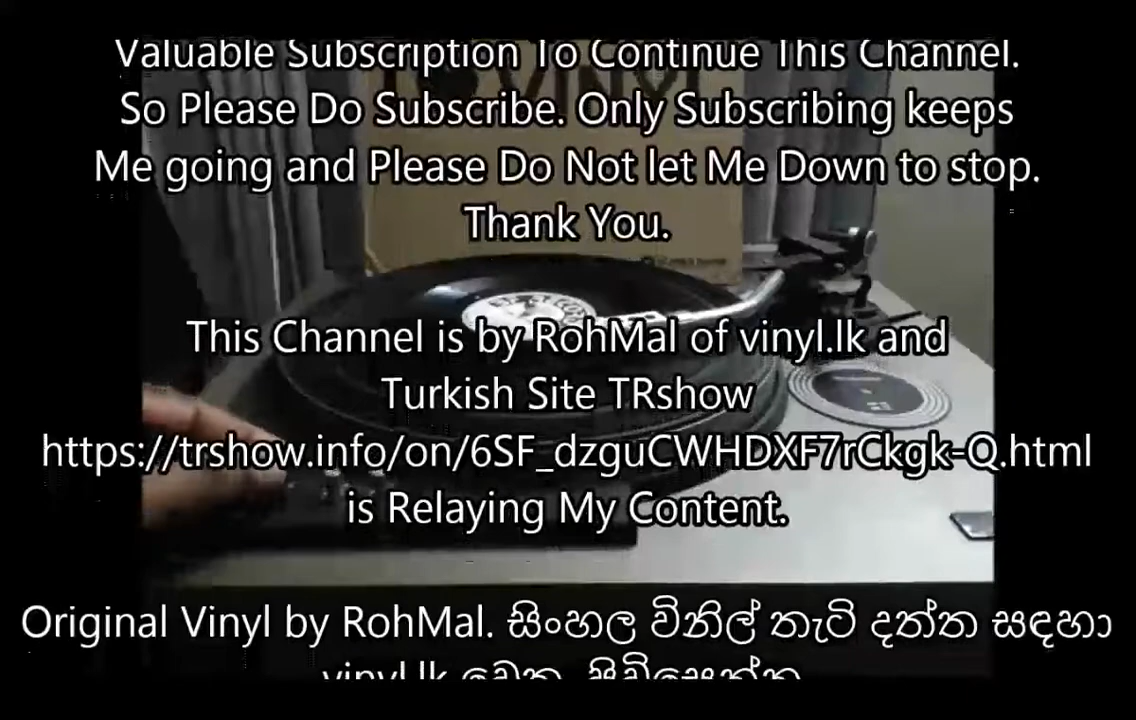 Valuable Subscription To Continue This Channel.
So Please Do Subscribe. Only Subscribing keeps
Me going and Please Do Not let Me Down to stop.
Thank You.
This Channel is by RohMal of vinyl.lk and
Turkish Site TRshow
https://trshow.info/on/6SF_dzguCWHDXF7rCkgk-Q.html
is Relaying My Content.
Original Vinyl by RohMal. සිංහල විනිල් තැටි දත්ත සඳහා
vinyl.lk වෙත පිවිසෙන්න